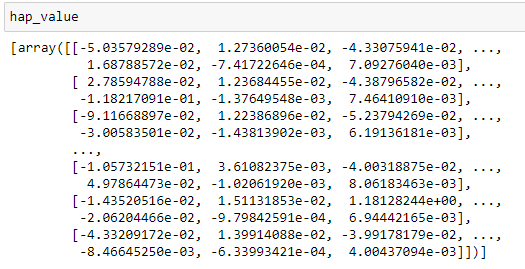 hap_value
[array([[-5.03579289e-02, 1.27360054e-02, -4.33075941e-02, ...,
1.68788572e-02, -7.41722646e-04, 7.09276040e-03],
[ 2.78594788e-02, 1.23684455e-02, -4.38796582e-02, ...,
-1.18217091e-01, -1.37649548e-03, 7.46410910e-03],
[-9.11668897e-02, 1.22386896e-02, -5.23794269e-02, ...,
-3.00583501e-02, -1.43813902e-03, 6.19136181e-03],
...,
[-1.05732151e-01, 3.61082375e-03, -4.00318875e-02, ...,
4.97864473e-02, -1.02061920e-03, 8.06183463e-03],
[-1.43520516e-02, 1.51131853e-02, 1.18128244e+00, ...,
-2.06204466e-02, -9.79842591e-04, 6.94442165e-03],
[-4.33209172e-02, 1.39914088e-02, -3.99178179e-02, ...,
-8.46645250e-03, -6.33993421e-04, 4.00437094e-03]])]